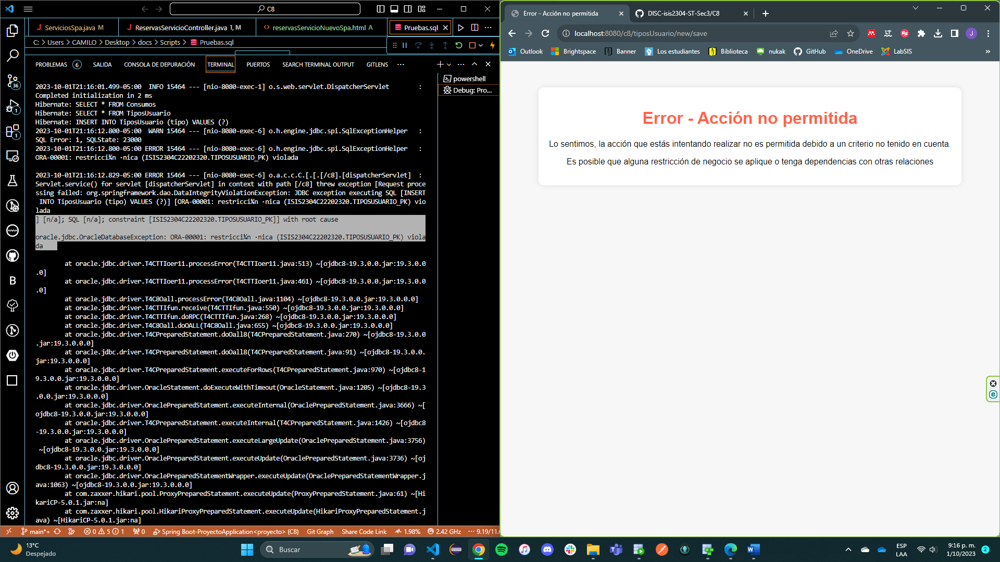 C8
ServiciosSpa.java M
ReservasServicioController.java 1, M
reservasServicioNuevoSpa.html A
Pruebas.sql
C: > Users > CAMILO > Desktop > docs > Scripts > Pruebas.sql
PROBLEMAS 6 SALIDA CONSOLA DE DEPURACIÓN TERMINAL PUERTOS SEARCH TERMINAL OUTPUT GITLENS
powershell
Debug: Pro...
2023-10-01T21:16:01.499-05:00  INFO 15464 --- [nio-8080-exec-1] o.s.web.servlet.DispatcherServlet        :
Completed initialization in 2 ms
Hibernate: SELECT * FROM Consumos
Hibernate: SELECT * FROM TiposUsuario
Hibernate: INSERT INTO TiposUsuario (tipo) VALUES (?)
2023-10-01T21:16:12.800-05:00  WARN 15464 --- [nio-8080-exec-6] o.h.engine.jdbc.spi.SqlExceptionHelper   :
SQL Error: 1, SQLState: 23000
2023-10-01T21:16:12.800-05:00 ERROR 15464 --- [nio-8080-exec-6] o.h.engine.jdbc.spi.SqlExceptionHelper   :
ORA-00001: restricci¾n ·nica (ISIS2304C22202320.TIPOSUSUARIO_PK) violada
2023-10-01T21:16:12.829-05:00 ERROR 15464 --- [nio-8080-exec-6] o.a.c.c.C.[.[.[/c8].[dispatcherServlet]  :
Servlet.service() for servlet [dispatcherServlet] in context with path [/c8] threw exception [Request proce
ssing failed: org.springframework.dao.DataIntegrityViolationException: JDBC exception executing SQL [INSERT
 INTO TiposUsuario (tipo) VALUES (?)] [ORA-00001: restricci¾n ·nica (ISIS2304C22202320.TIPOSUSUARIO_PK) vio
lada
] [n/a]; SQL [n/a]; constraint [ISIS2304C22202320.TIPOSUSUARIO_PK]] with root cause
oracle.jdbc.OracleDatabaseException: ORA-00001: restricci¾n ·nica (ISIS2304C22202320.TIPOSUSUARIO_PK) viola
da
at oracle.jdbc.driver.T4CTTIoer11.processError(T4CTTIoer11.java:513) ~[ojdbc8-19.3.0.0.jar:19.3.0.0
.0]
at oracle.jdbc.driver.T4CTTIoer11.processError(T4CTTIoer11.java:461) ~[ojdbc8-19.3.0.0.jar:19.3.0.0
.0]
at oracle.jdbc.driver.T4C8Oall.processError(T4C8Oall.java:1104) ~[ojdbc8-19.3.0.0.jar:19.3.0.0.0]
at oracle.jdbc.driver.T4CTTIfun.receive(T4CTTIfun.java:550) ~[ojdbc8-19.3.0.0.jar:19.3.0.0.0]
at oracle.jdbc.driver.T4CTTIfun.doRPC(T4CTTIfun.java:268) ~[ojdbc8-19.3.0.0.jar:19.3.0.0.0]
at oracle.jdbc.driver.T4C8Oall.doOALL(T4C8Oall.java:655) ~[ojdbc8-19.3.0.0.jar:19.3.0.0.0]
at oracle.jdbc.driver.T4CPreparedStatement.doOall8(T4CPreparedStatement.java:270) ~[ojdbc8-19.3.0.0
.jar:19.3.0.0.0]
at oracle.jdbc.driver.T4CPreparedStatement.doOall8(T4CPreparedStatement.java:91) ~[ojdbc8-19.3.0.0.
jar:19.3.0.0.0]
at oracle.jdbc.driver.T4CPreparedStatement.executeForRows(T4CPreparedStatement.java:970) ~[ojdbc8-1
9.3.0.0.jar:19.3.0.0.0]
at oracle.jdbc.driver.OracleStatement.doExecuteWithTimeout(OracleStatement.java:1205) ~[ojdbc8-19.3
.0.0.jar:19.3.0.0.0]
at oracle.jdbc.driver.OraclePreparedStatement.executeInternal(OraclePreparedStatement.java:3666) ~[
ojdbc8-19.3.0.0.jar:19.3.0.0.0]
at oracle.jdbc.driver.T4CPreparedStatement.executeInternal(T4CPreparedStatement.java:1426) ~[ojdbc8
-19.3.0.0.jar:19.3.0.0.0]
at oracle.jdbc.driver.OraclePreparedStatement.executeLargeUpdate(OraclePreparedStatement.java:3756)
 ~[ojdbc8-19.3.0.0.jar:19.3.0.0.0]
at oracle.jdbc.driver.OraclePreparedStatement.executeUpdate(OraclePreparedStatement.java:3736) ~[oj
dbc8-19.3.0.0.jar:19.3.0.0.0]
at oracle.jdbc.driver.OraclePreparedStatementWrapper.executeUpdate(OraclePreparedStatementWrapper.j
ava:1063) ~[ojdbc8-19.3.0.0.jar:19.3.0.0.0]
at com.zaxxer.hikari.pool.ProxyPreparedStatement.executeUpdate(ProxyPreparedStatement.java:61) ~[Hi
kariCP-5.0.1.jar:na]
at com.zaxxer.hikari.pool.HikariProxyPreparedStatement.executeUpdate(HikariProxyPreparedStatement.j
ava) ~[HikariCP-5.0.1.jar:na]
36
1
1
main*+ 0 5 1 0 Spring Boot-ProyectoApplication<proyecto> (C8) Git Graph Share Code Link 1.98% 2.42 GHz 9.19/11.
Error - Acción no permitida
DISC-isis2304-ST-Sec3/C8
localhost:8080/c8/tiposUsuario/new/save
J
Outlook Brightspace Banner Los estudiantes Biblioteca nukak GitHub OneDrive LabSIS »
Error - Acción no permitida
Lo sentimos, la acción que estás intentando realizar no es permitida debido a un criterio no tenido en cuenta.
Es posible que alguna restricción de negocio se aplique o tenga dependencias con otras relaciones
13°C
Despejado
Buscar
ESP
LAA
9:16 p. m.
1/10/2023
2